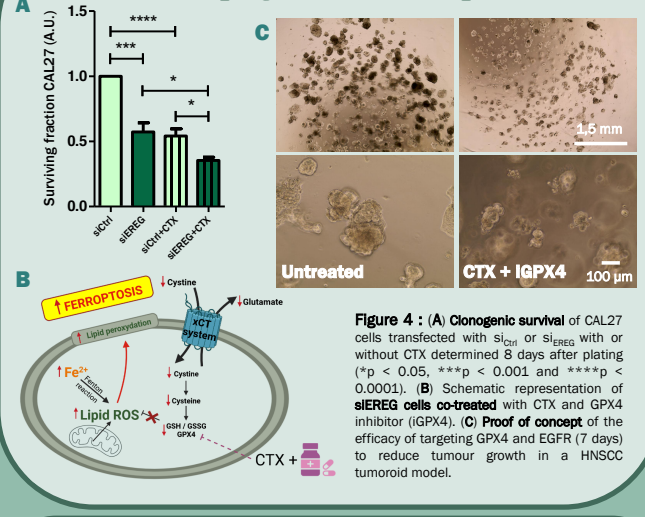 A
Surviving fraction CAL27 (A.U.)
1.5
1.0
0.5
0.0
****
***
*
*
siCtrl
siEREG
siCtrl+CTX
siEREG+CTX
C
1,5 mm
Untreated
CTX + iGPX4
100 µm
B
↑ FERROPTOSIS
↑ Lipid peroxydation
↑ Fe2+
Fenton
reaction
↑ Lipid ROS
↓ Cystine
↓ Glutamate
xCT
system
↓ Cystine
↓ Cysteine
↓ GSH / GSSG
GPX4
CTX +
Figure 4 : (A) Clonogenic survival of CAL27
cells transfected with siCtrl or siEREG with or
without CTX determined 8 days after plating
(*p < 0.05, ***p < 0.001 and ****p <
0.0001). (B) Schematic representation of
siEREG cells co-treated with CTX and GPX4
inhibitor (iGPX4). (C) Proof of concept of the
efficacy of targeting GPX4 and EGFR (7 days)
to reduce tumour growth in a HNSCC
tumoroid model.